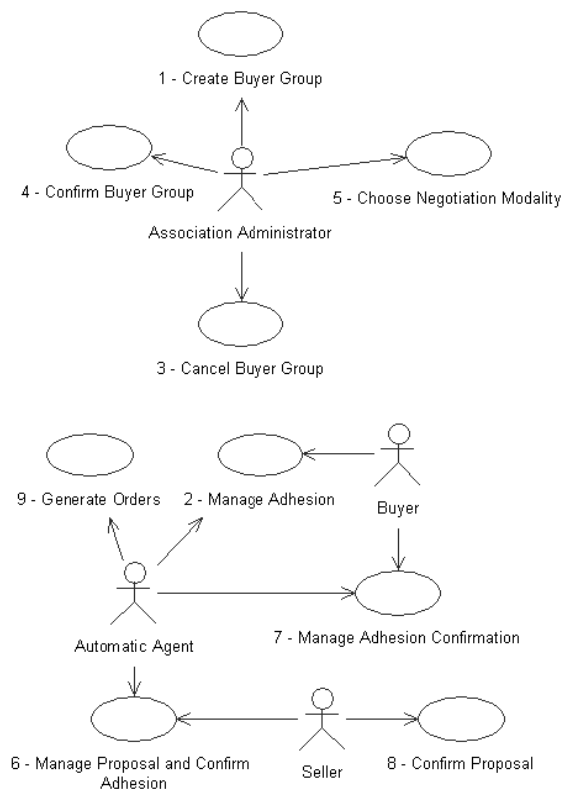 1 - Create Buyer Group
4 - Confirm Buyer Group
5 - Choose Negotiation Modality
Association Administrator
3 - Cancel Buyer Group
9 - Generate Orders
2 - Manage Adhesion
Buyer
7 - Manage Adhesion Confirmation
Automatic Agent
6 - Manage Proposal and Confirm
Adhesion
Seller
8 - Confirm Proposal